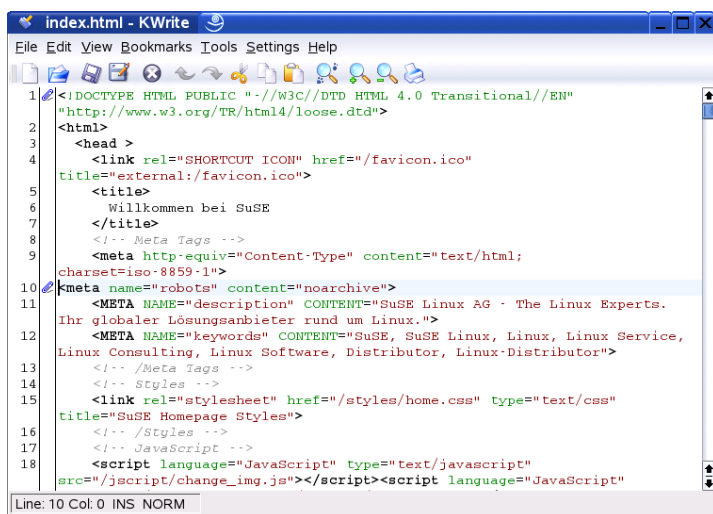 index.html - KWrite
File Edit View Bookmarks Tools Settings Help
1 <!DOCTYPE HTML PUBLIC "-//W3C//DTD HTML 4.0 Transitional//EN"
"http://www.w3.org/TR/html4/loose.dtd">
2 <html>
3 <head >
4 <link rel="SHORTCUT ICON" href="/favicon.ico"
title="external:/favicon.ico">
5 <title>
6 Willkommen bei SuSE
7 </title>
8 <!-- Meta Tags -->
9 <meta http-equiv="Content-Type" content="text/html;
charset=iso-8859-1">
10 <meta name="robots" content="noarchive">
11 <META NAME="description" CONTENT="SuSE Linux AG - The Linux Experts.
Ihr globaler Lösungsanbieter rund um Linux.">
12 <META NAME="keywords" CONTENT="SuSE, SuSE Linux, Linux, Linux Service,
Linux Consulting, Linux Software, Distributor, Linux-Distributor">
13 <!-- /Meta Tags -->
14 <!-- Styles -->
15 <link rel="stylesheet" href="/styles/home.css" type="text/css"
title="SuSE Homepage Styles">
16 <!-- /Styles -->
17 <!-- JavaScript -->
18 <script language="JavaScript" type="text/javascript"
src="/jscript/change_img.js"></script><script language="JavaScript"
Line: 10 Col: 0 INS NORM